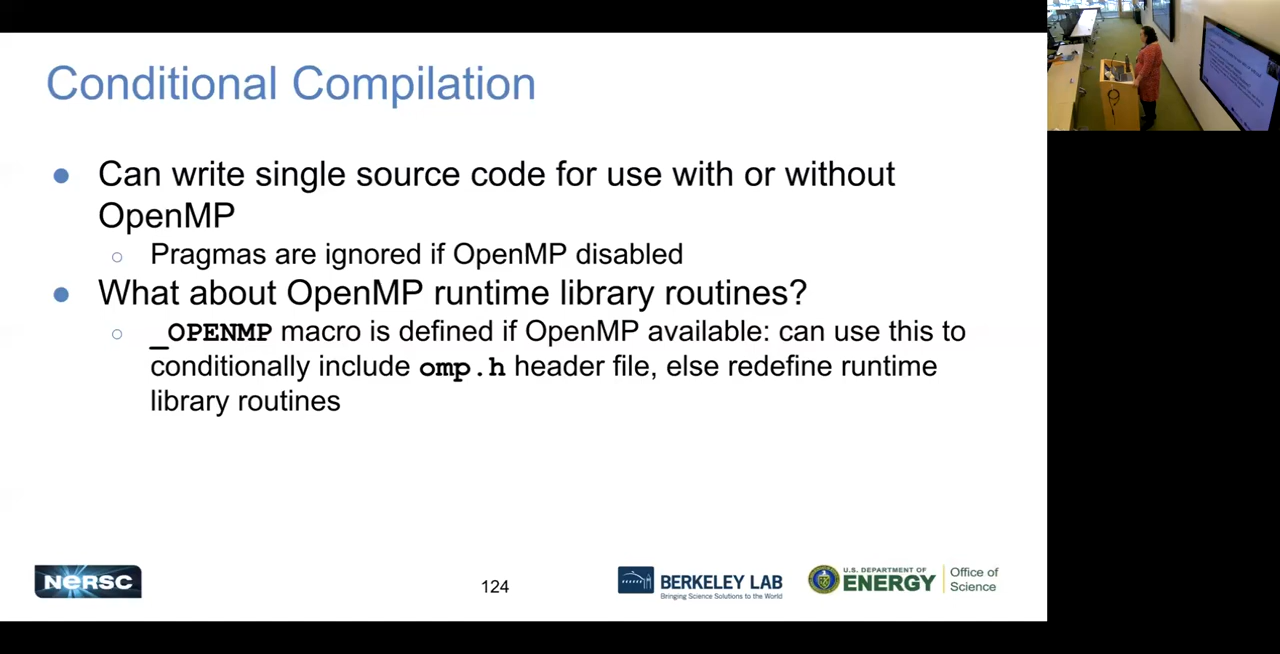 Conditional Compilation
● Can write single source code for use with or without
OpenMP
○ Pragmas are ignored if OpenMP disabled
● What about OpenMP runtime library routines?
○ _OPENMP macro is defined if OpenMP available: can use this to
conditionally include omp.h header file, else redefine runtime
library routines
NERSC
124
BERKELEY LAB
Bringing Science Solutions to the World
U.S. DEPARTMENT OF
ENERGY
Office of
Science